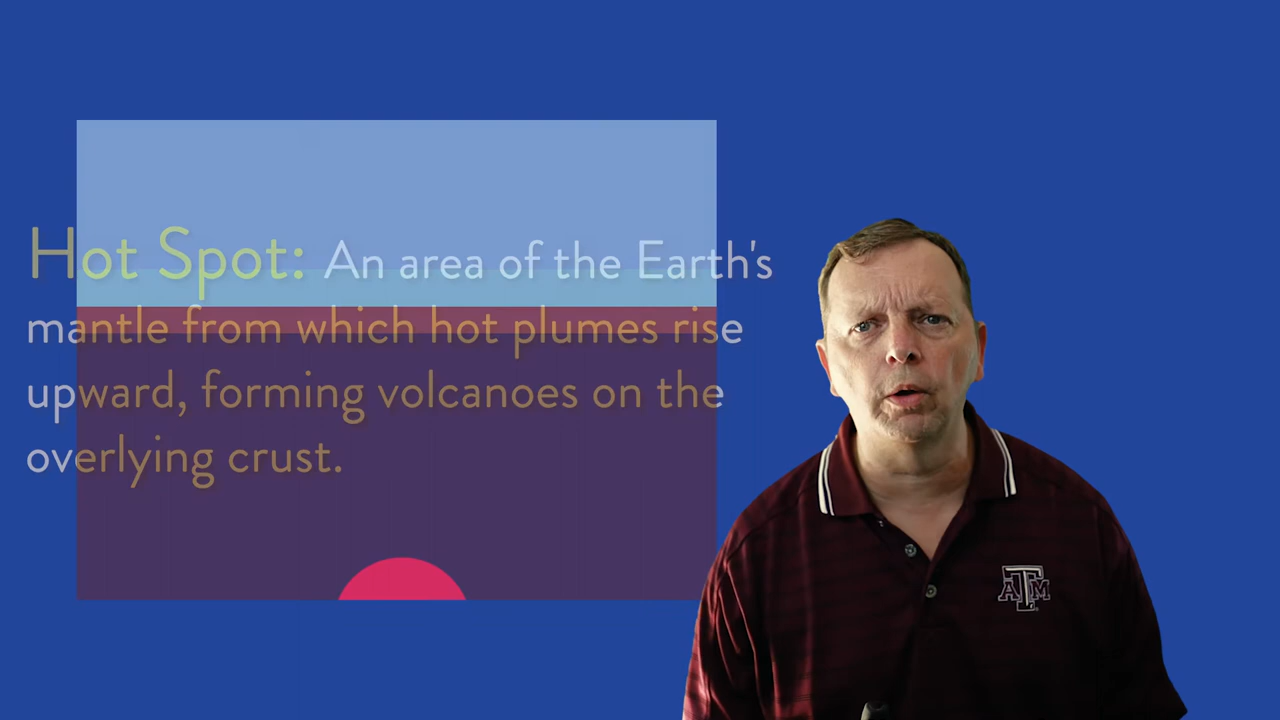 Hot Spot: An area of the Earth's
mantle from which hot plumes rise
upward, forming volcanoes on the
overlying crust.
ATM